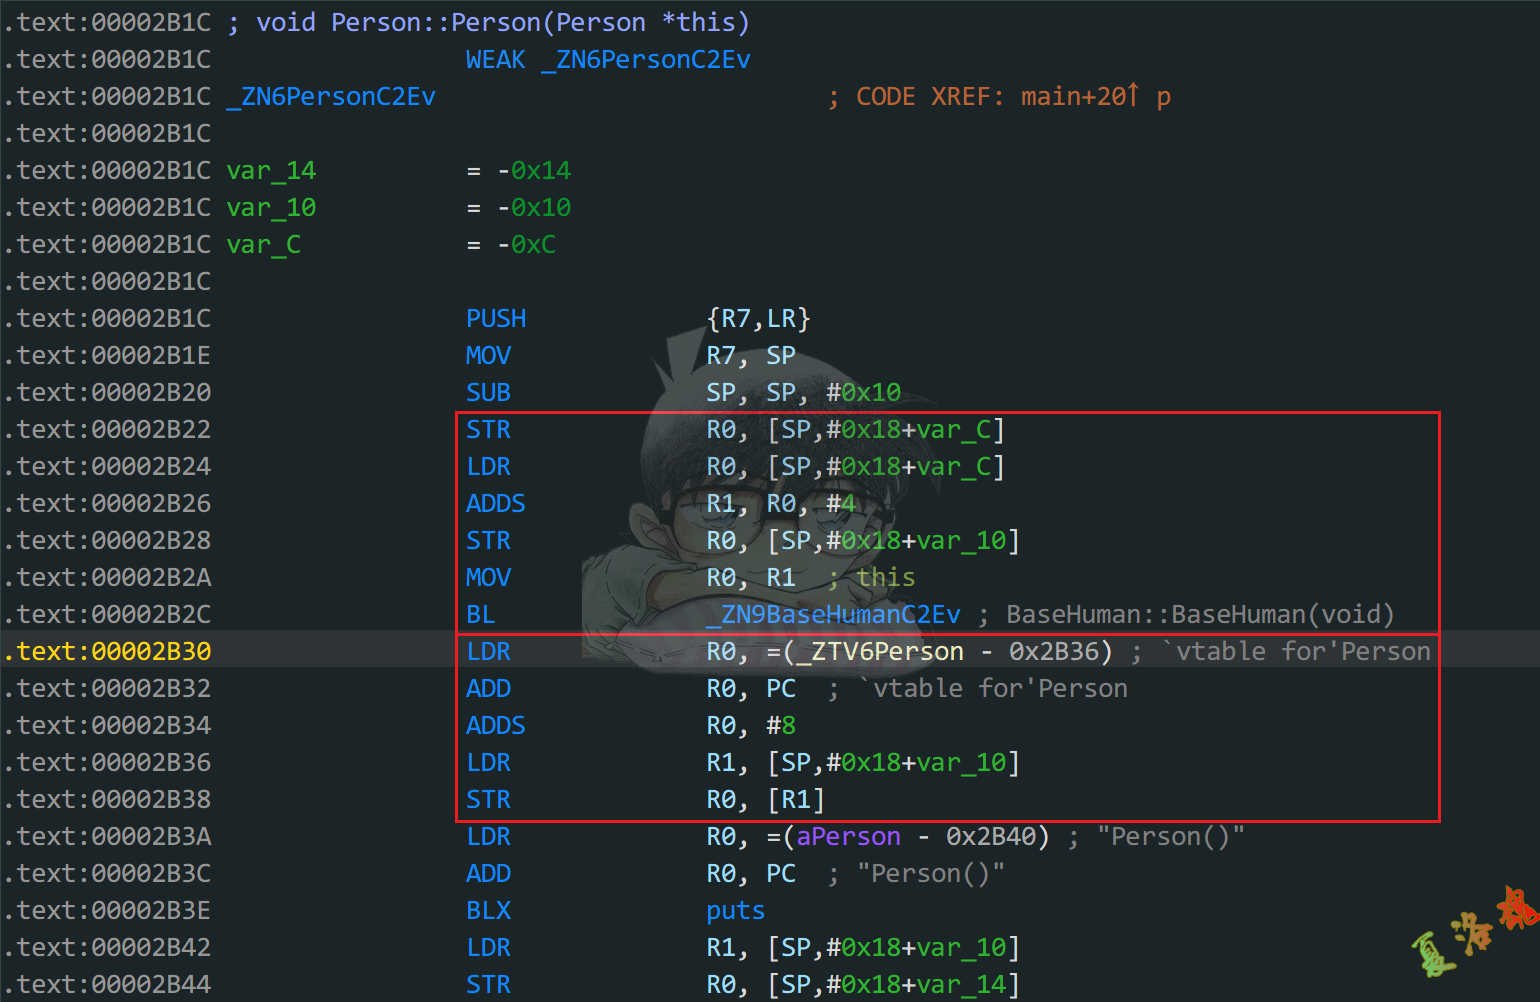 .text:00002B1C ; void Person::Person(Person *this)
.text:00002B1C WEAK _ZN6PersonC2Ev
.text:00002B1C _ZN6PersonC2Ev ; CODE XREF: main+20↑ p
.text:00002B1C
.text:00002B1C var_14 = -0x14
.text:00002B1C var_10 = -0x10
.text:00002B1C var_C = -0xC
.text:00002B1C
.text:00002B1C PUSH {R7,LR}
.text:00002B1E MOV R7, SP
.text:00002B20 SUB SP, SP, #0x10
.text:00002B22 STR R0, [SP,#0x18+var_C]
.text:00002B24 LDR R0, [SP,#0x18+var_C]
.text:00002B26 ADDS R1, R0, #4
.text:00002B28 STR R0, [SP,#0x18+var_10]
.text:00002B2A MOV R0, R1 ; this
.text:00002B2C BL _ZN9BaseHumanC2Ev ; BaseHuman::BaseHuman(void)
.text:00002B30 LDR R0, =(_ZTV6Person - 0x2B36) ; `vtable for'Person
.text:00002B32 ADD R0, PC ; `vtable for'Person
.text:00002B34 ADDS R0, #8
.text:00002B36 LDR R1, [SP,#0x18+var_10]
.text:00002B38 STR R0, [R1]
.text:00002B3A LDR R0, =(aPerson - 0x2B40) ; "Person()"
.text:00002B3C ADD R0, PC ; "Person()"
.text:00002B3E BLX puts
.text:00002B42 LDR R1, [SP,#0x18+var_10]
.text:00002B44 STR R0, [SP,#0x18+var_14]
夏洛